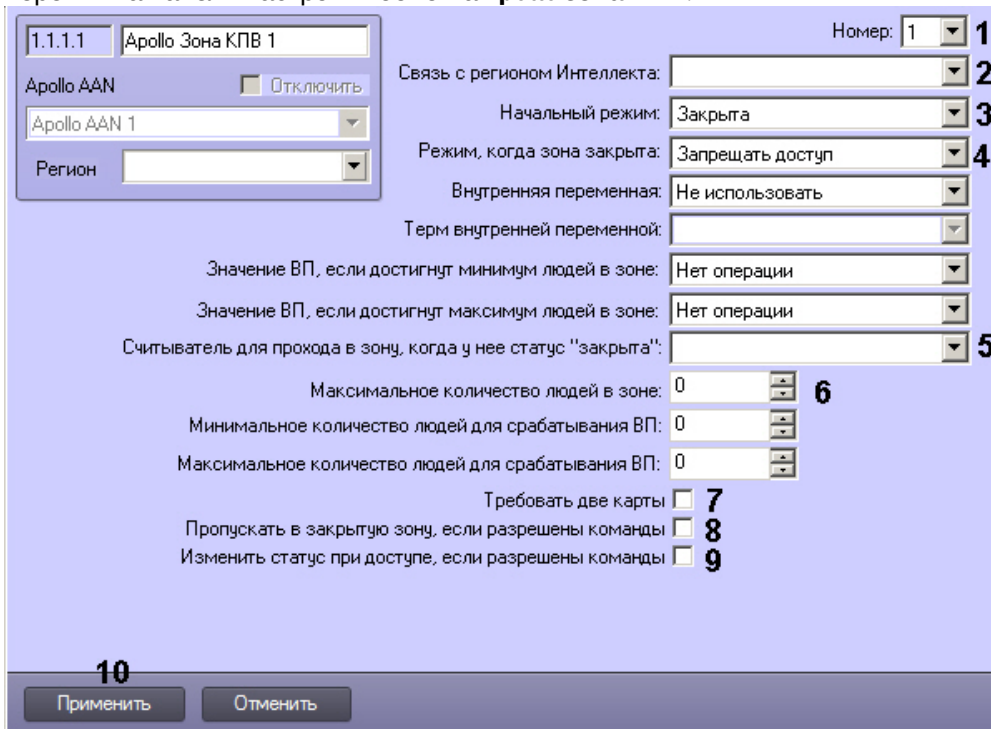 1.1.1.1 Apollo Зона КПВ 1
Apollo AAN Отключить
Apollo AAN 1
Регион
Номер: 1 1
Связь с регионом Интеллекта: 2
Начальный режим: Закрыта 3
Режим, когда зона закрыта: Запрещать доступ 4
Внутренняя переменная: Не использовать
Терм внутренней переменной:
Значение ВП, если достигнут минимум людей в зоне: Нет операции
Значение ВП, если достигнут максимум людей в зоне: Нет операции
Считыватель для прохода в зону, когда у нее статус "закрыта": 5
Максимальное количество людей в зоне: 0 6
Минимальное количество людей для срабатывания ВП: 0
Максимальное количество людей для срабатывания ВП: 0
Требовать две карты 7
Пропускать в закрытую зону, если разрешены команды 8
Изменить статус при доступе, если разрешены команды 9
10
Применить Отменить